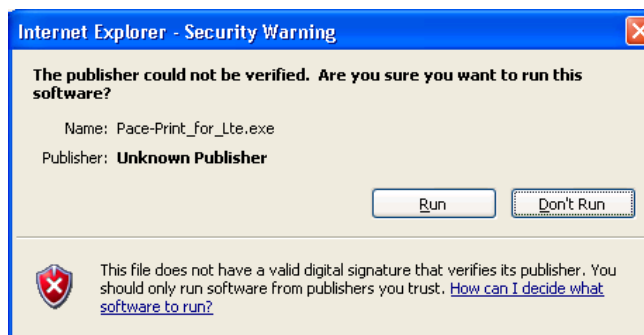 Internet Explorer - Security Warning
The publisher could not be verified.  Are you sure you want to run this
software?
Name: Pace-Print_for_Lte.exe
Publisher: Unknown Publisher
Run Don't Run
This file does not have a valid digital signature that verifies its publisher. You
should only run software from publishers you trust. How can I decide what
software to run?